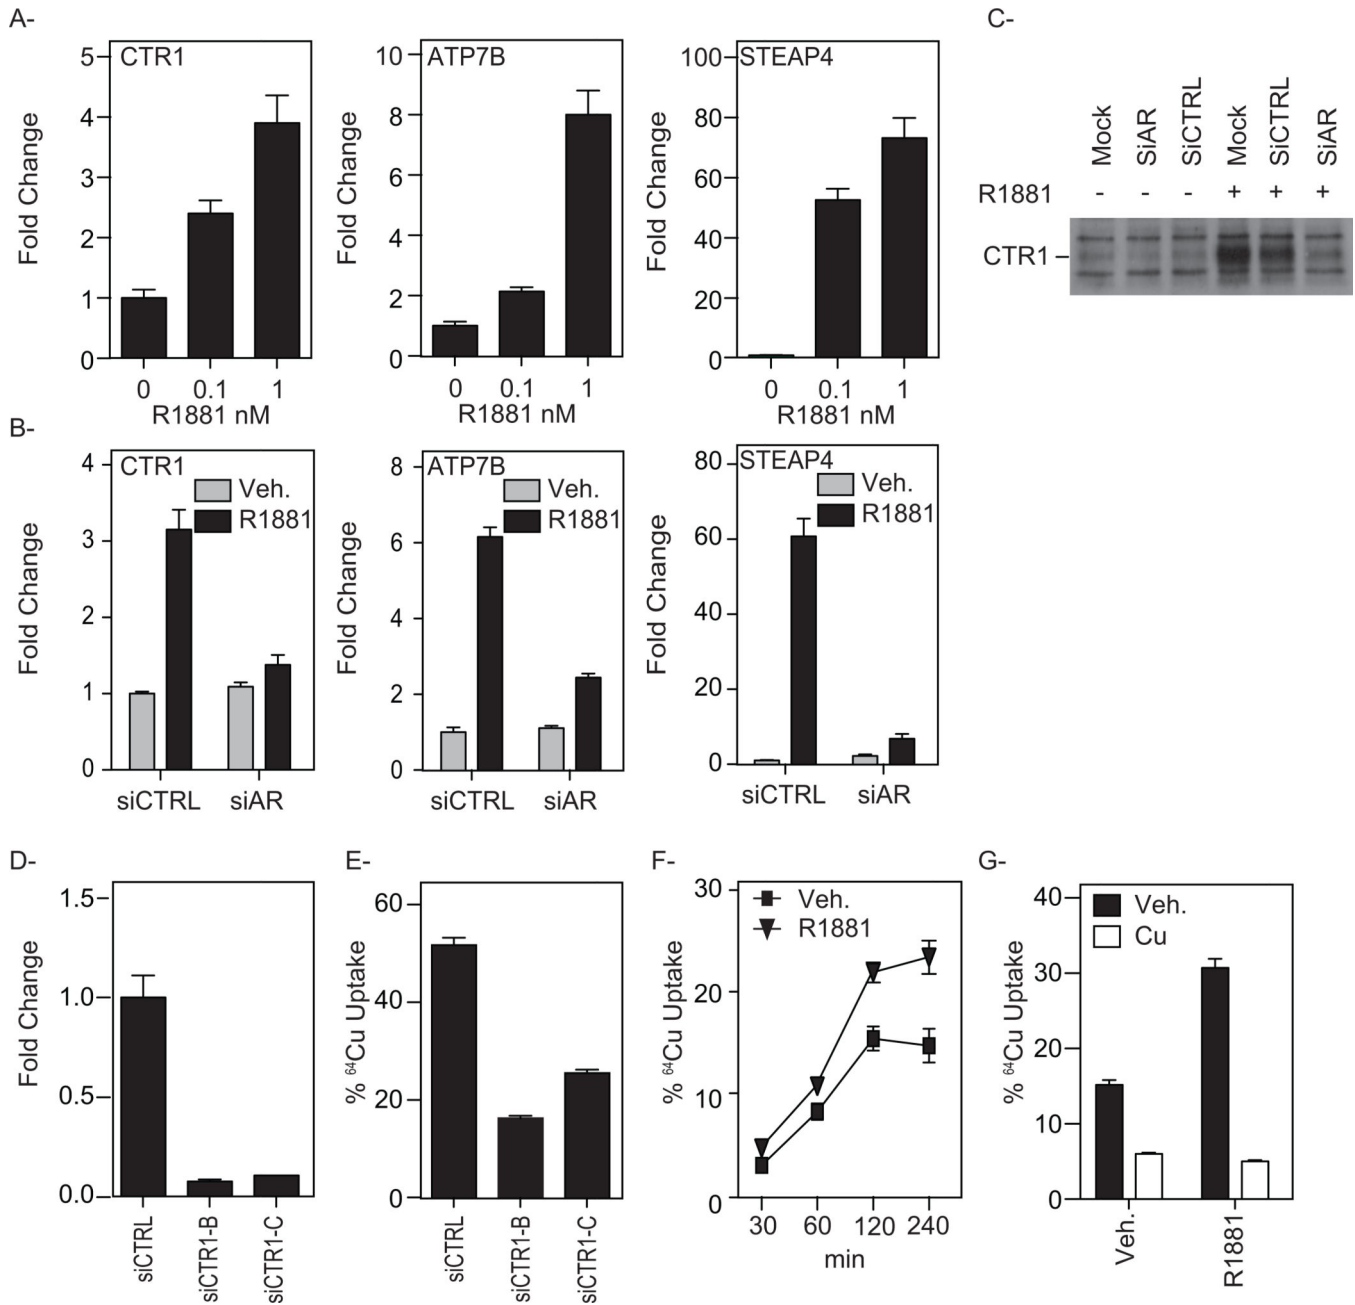 A-
CTR1
Fold Change
5
4
3
2
1
0
0 0.1 1
R1881 nM
ATP7B
Fold Change
10
8
6
4
2
0
0 0.1 1
R1881 nM
STEAP4
Fold Change
100
80
60
40
20
0
0 0.1 1
R1881 nM
C-
Mock SiAR SiCTRL Mock SiCTRL SiAR
R1881 - - - + + +
CTR1
B-
CTR1
Veh.
R1881
Fold Change
4
3
2
1
0
siCTRL siAR
ATP7B
Veh.
R1881
Fold Change
8
6
4
2
0
siCTRL siAR
STEAP4
Veh.
R1881
Fold Change
80
60
40
20
0
siCTRL siAR
D-
Fold Change
1.5
1.0
0.5
0.0
siCTRL siCTR1-B siCTR1-C
E-
% ⁶⁴Cu Uptake
60
40
20
0
siCTRL siCTR1-B siCTR1-C
F-
Veh.
R1881
% ⁶⁴Cu Uptake
30
20
10
0
30 60 120 240
min
G-
Veh.
Cu
% ⁶⁴Cu Uptake
40
30
20
10
0
Veh. R1881